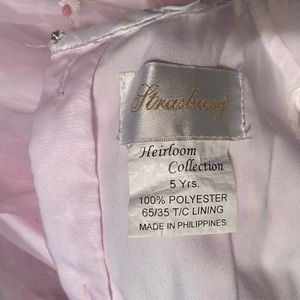 Strasburg
Heirloom
Collection
5 Yrs.
100% POLYESTER
65/35 T/C LINING
MADE IN PHILIPPINES